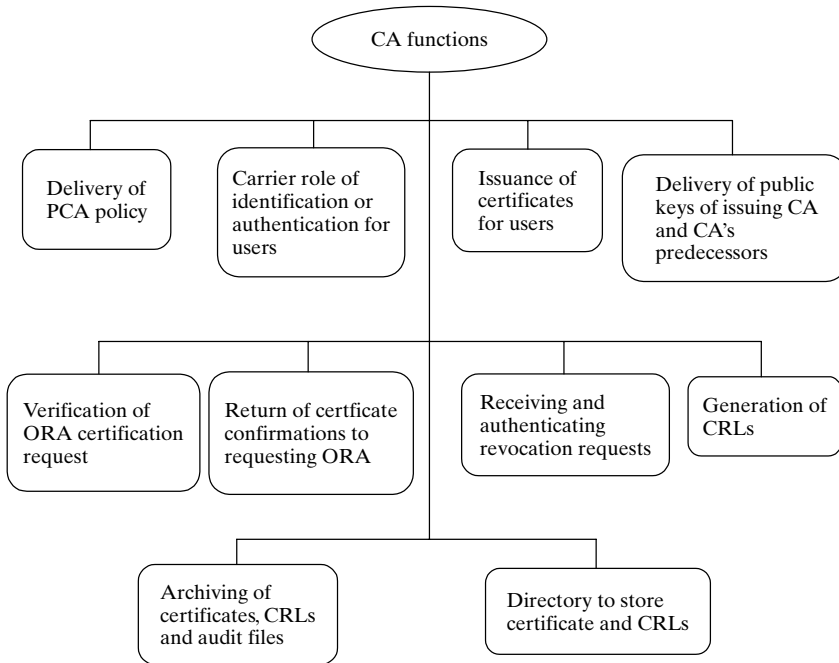 CA functions
Delivery of
PCA policy
Carrier role of
identification or
authentication for
users
Issuance of
certificates
for users
Delivery of public
keys of issuing CA
and CA's
predecessors
Verification of
ORA certification
request
Return of certficate
confirmations to
requesting ORA
Receiving and
authenticating
revocation requests
Generation of
CRLs
Archiving of
certificates, CRLs
and audit files
Directory to store
certificate and CRLs